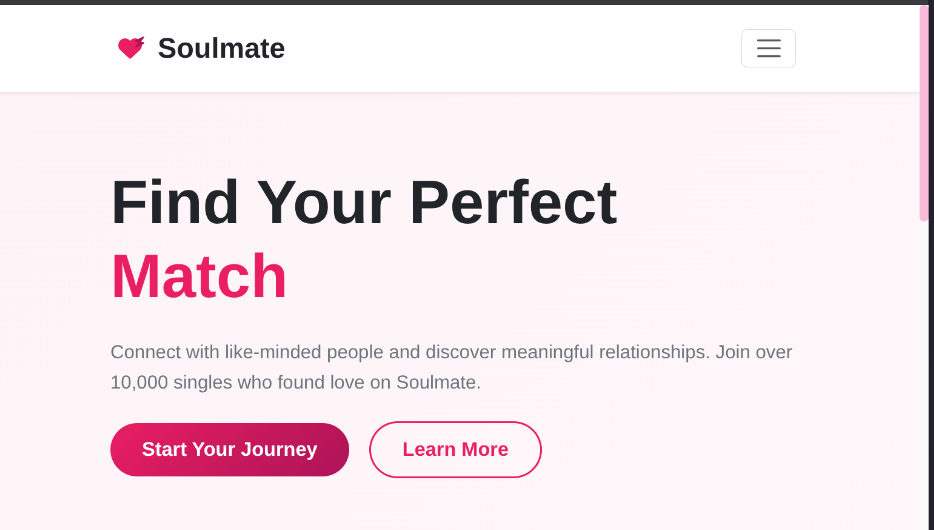 Soulmate
Find Your Perfect
Match
Connect with like-minded people and discover meaningful relationships. Join over
10,000 singles who found love on Soulmate.
Start Your Journey
Learn More